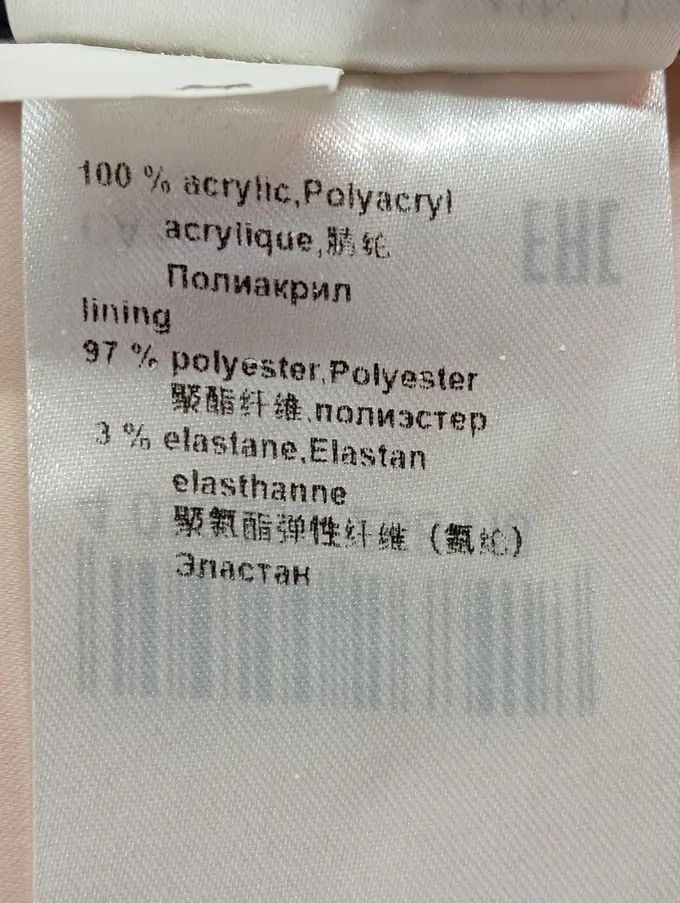 100 % acrylic,Polyacryl
acrylique,腈纶
Полиакрил
lining
97 % polyester,Polyester
聚酯纤维,полиэстер
3 % elastane,Elastan
elasthanne
聚氨酯弹性纤维（氨纶）
Эластан